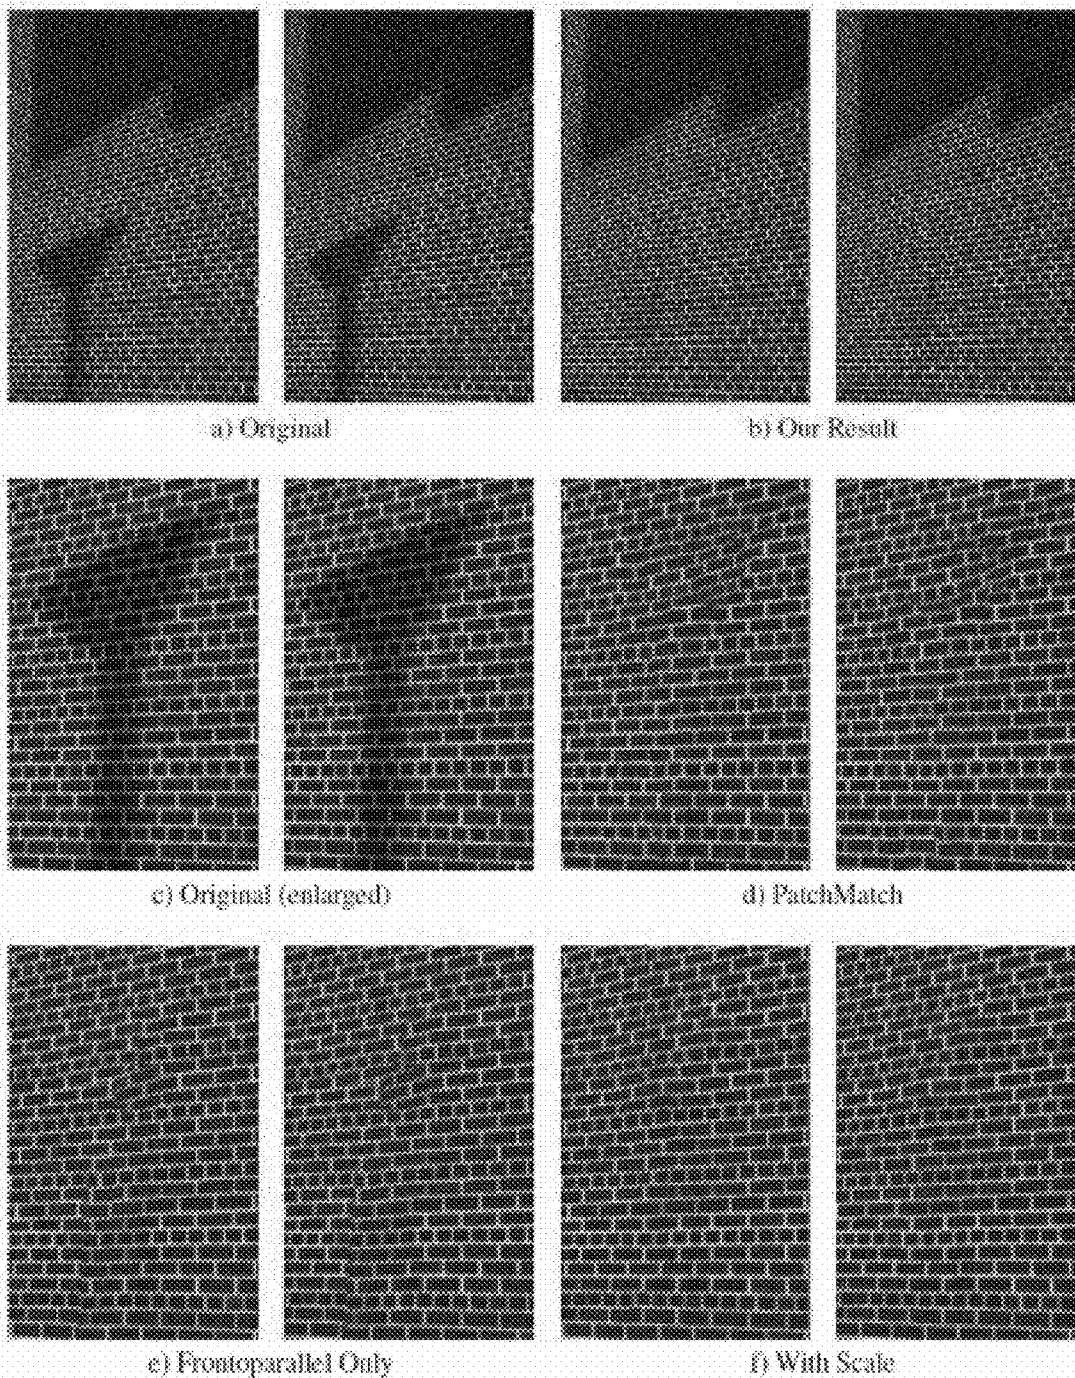 a) Original
b) Our Result
c) Original (enlarged)
d) PatchMatch
e) Frontoparallel Only
f) With Scale